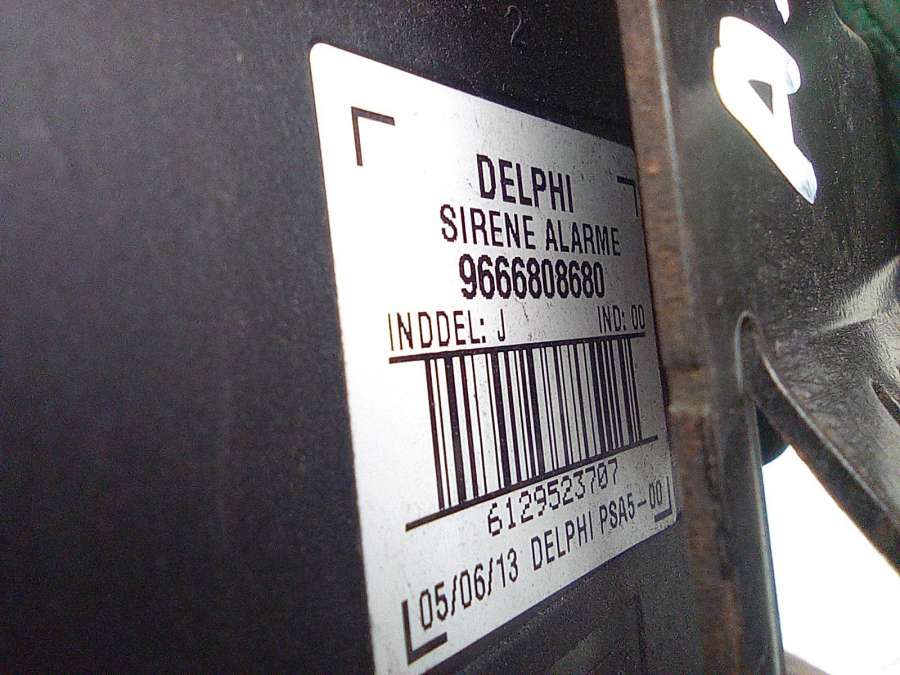 DELPHI
SIRENE ALARME
9666808680
INDDEL: J IND: 00
6129523707
05/06/13 DELPHI PSA5-00